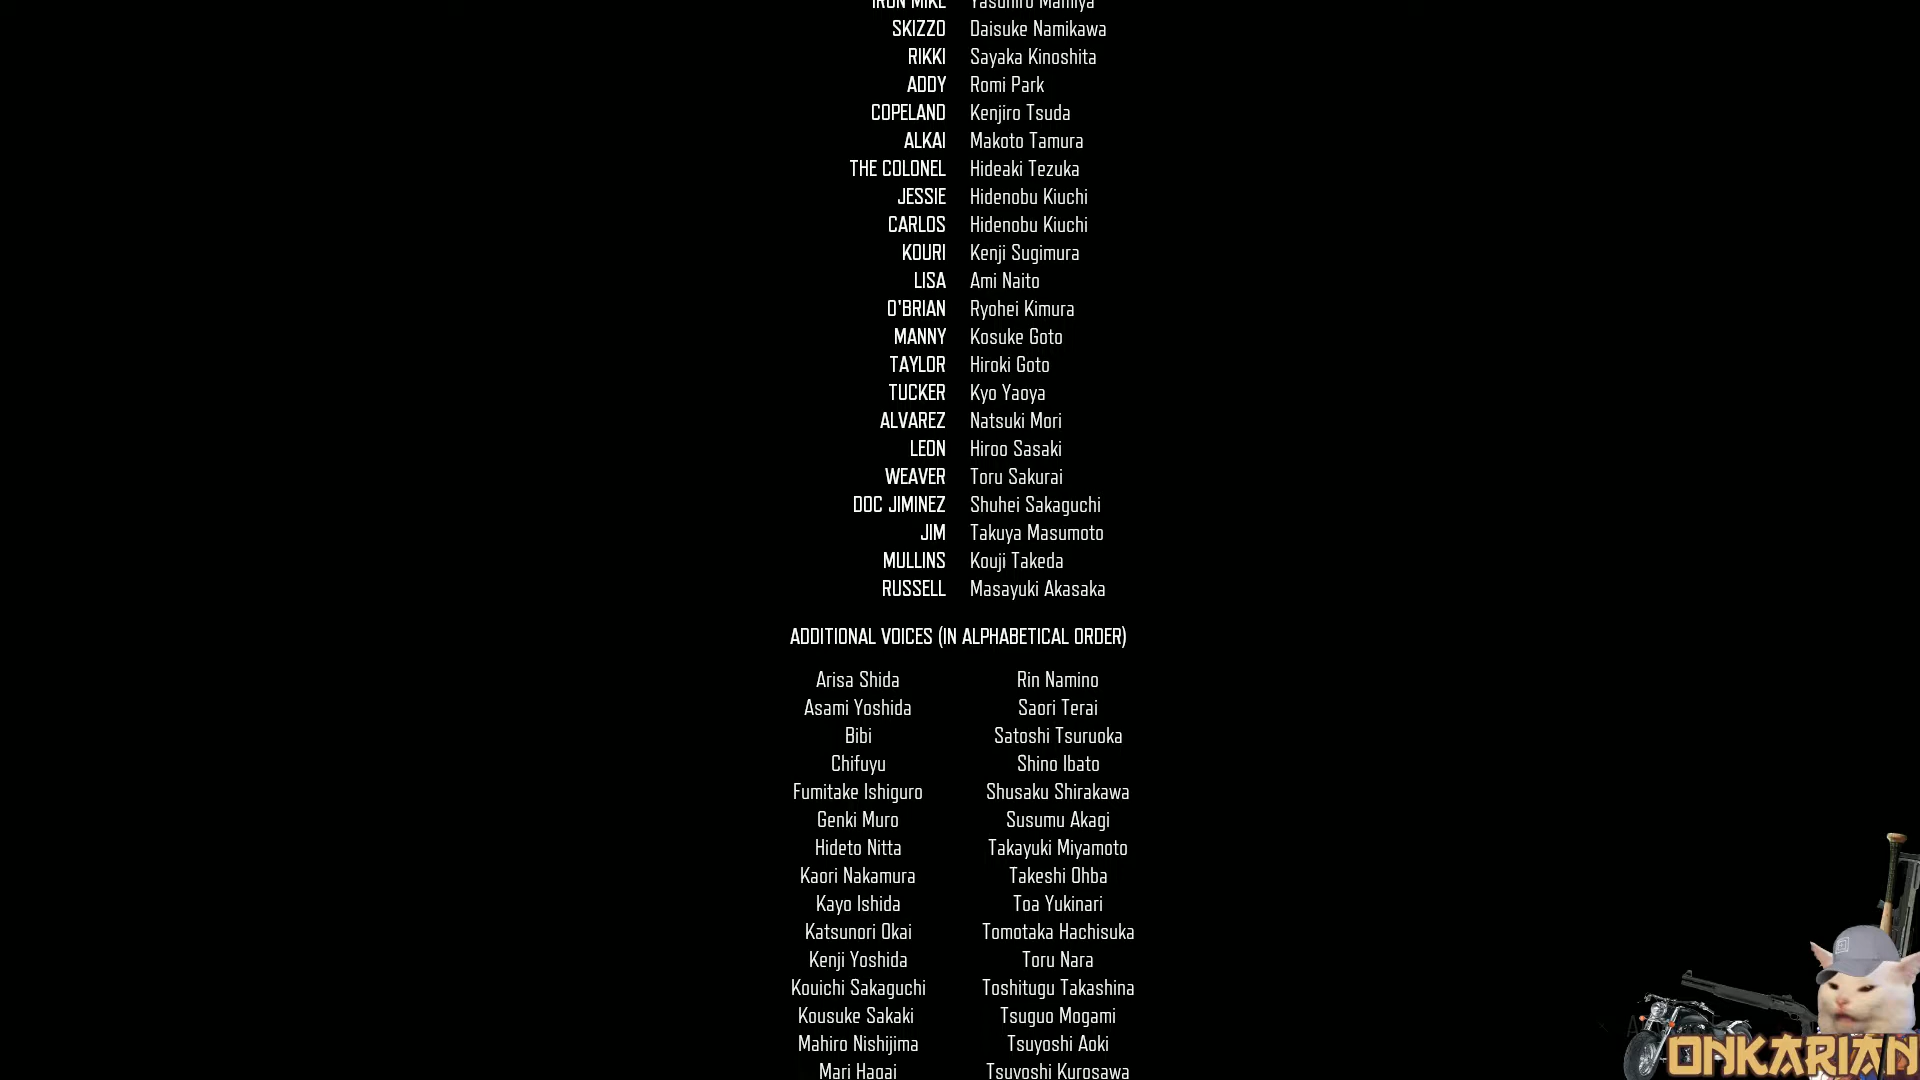 IRON MIKE Yasuhiro Mamiya
SKIZZO Daisuke Namikawa
RIKKI Sayaka Kinoshita
ADDY Romi Park
COPELAND Kenjiro Tsuda
ALKAI Makoto Tamura
THE COLONEL Hideaki Tezuka
JESSIE Hidenobu Kiuchi
CARLOS Hidenobu Kiuchi
KOURI Kenji Sugimura
LISA Ami Naito
O'BRIAN Ryohei Kimura
MANNY Kosuke Goto
TAYLOR Hiroki Goto
TUCKER Kyo Yaoya
ALVAREZ Natsuki Mori
LEON Hiroo Sasaki
WEAVER Toru Sakurai
DOC JIMINEZ Shuhei Sakaguchi
JIM Takuya Masumoto
MULLINS Kouji Takeda
RUSSELL Masayuki Akasaka
ADDITIONAL VOICES (IN ALPHABETICAL ORDER)
Arisa Shida Rin Namino
Asami Yoshida Saori Terai
Bibi Satoshi Tsuruoka
Chifuyu Shino Ibato
Fumitake Ishiguro Shusaku Shirakawa
Genki Muro Susumu Akagi
Hideto Nitta Takayuki Miyamoto
Kaori Nakamura Takeshi Ohba
Kayo Ishida Toa Yukinari
Katsunori Okai Tomotaka Hachisuka
Kenji Yoshida Toru Nara
Kouichi Sakaguchi Toshitugu Takashina
Kousuke Sakaki Tsuguo Mogami
Mahiro Nishijima Tsuyoshi Aoki
Mari Hagai Tsuyoshi Kurosawa
ONKARIAN